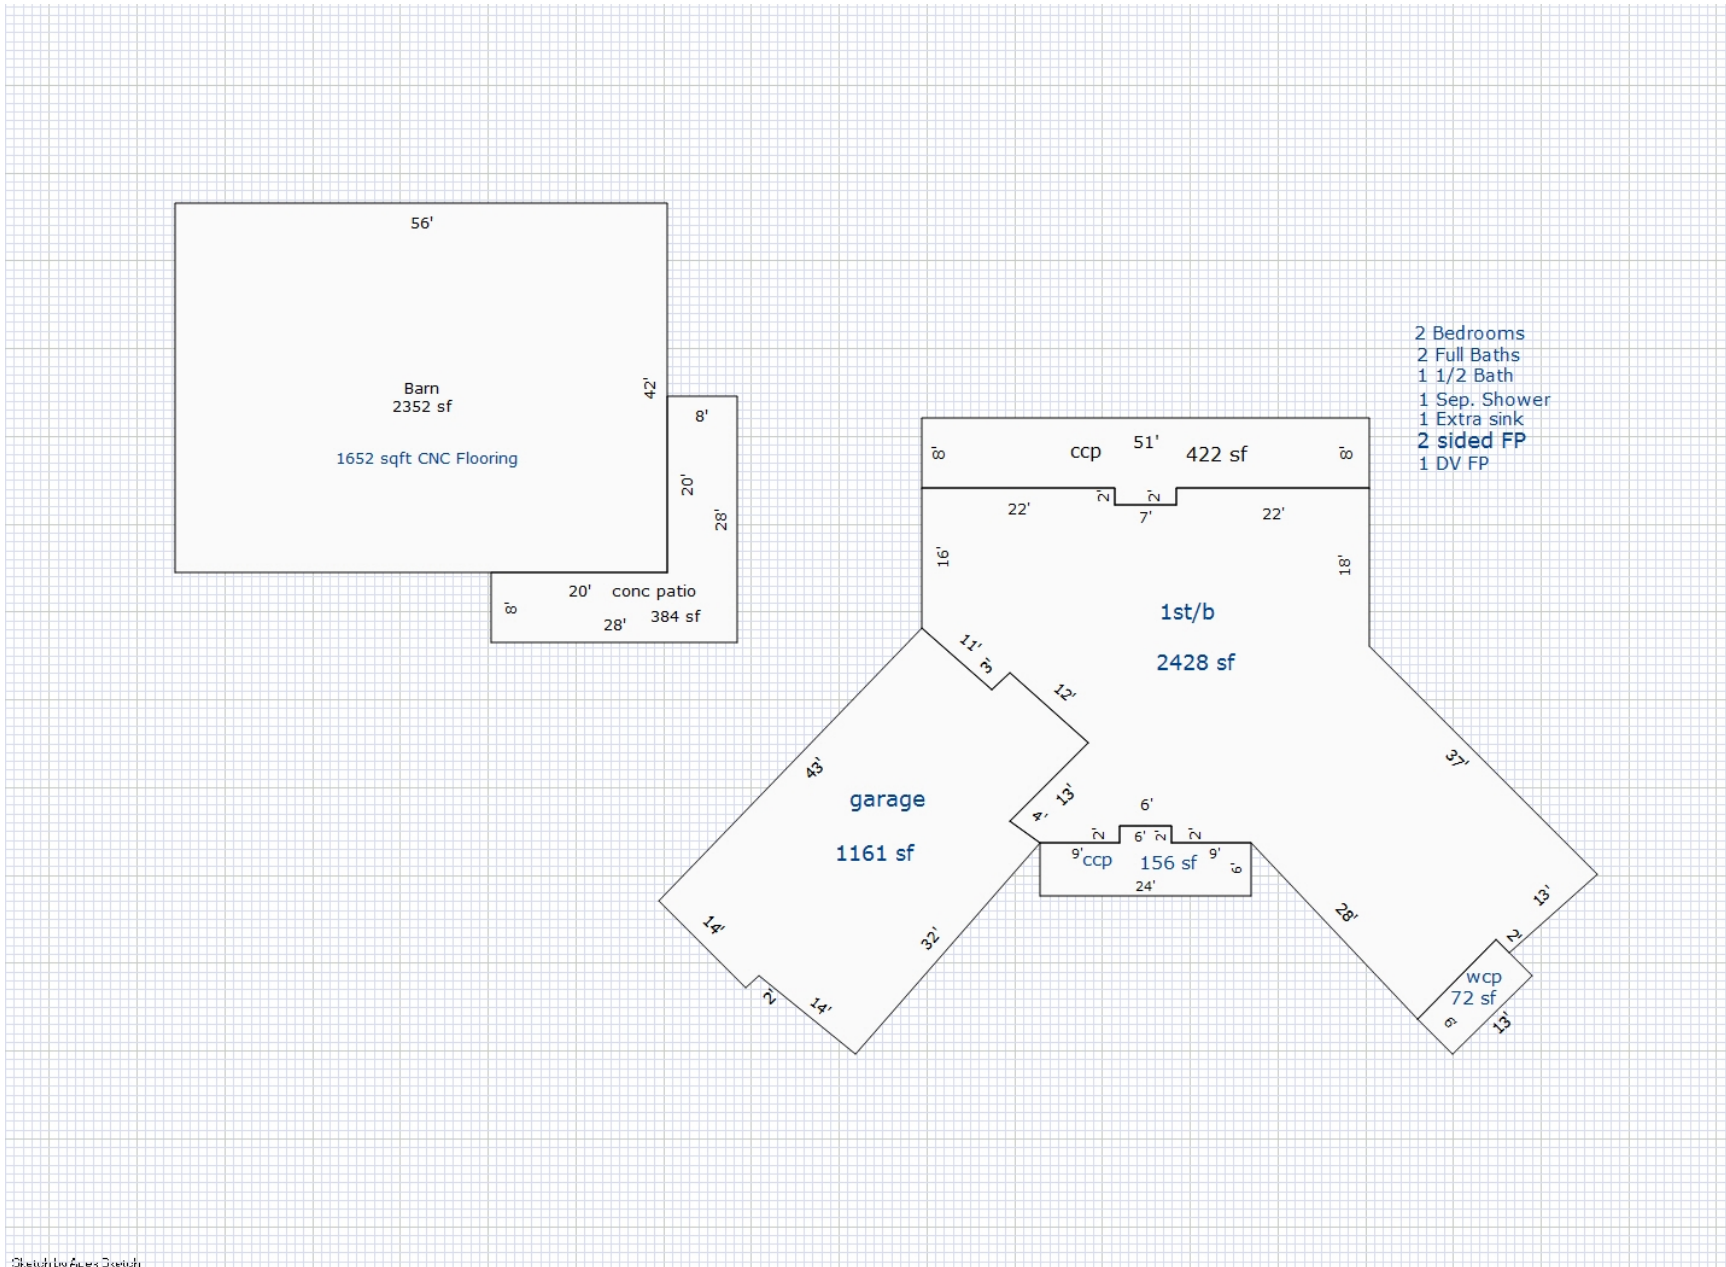 56'
Barn
2352 sf
42'
1652 sqft CNC Flooring
8'
20'
28'
20' conc patio
8'
28' 384 sf
2 Bedrooms
2 Full Baths
1 1/2 Bath
1 Sep. Shower
1 Extra sink
2 sided FP
1 DV FP
8' ccp 51' 422 sf 8'
22' 2' 2' 7' 22'
16' 18'
1st/b
2428 sf
11' 3' 12'
43' 37'
garage
1161 sf
13'
4'
6'
2' 6' 2' 2'
9' ccp 156 sf 9' 6'
24'
14' 32' 28' 13'
2' 14'
2'
wcp
72 sf
6' 13'
Sketch by Apex Sketch